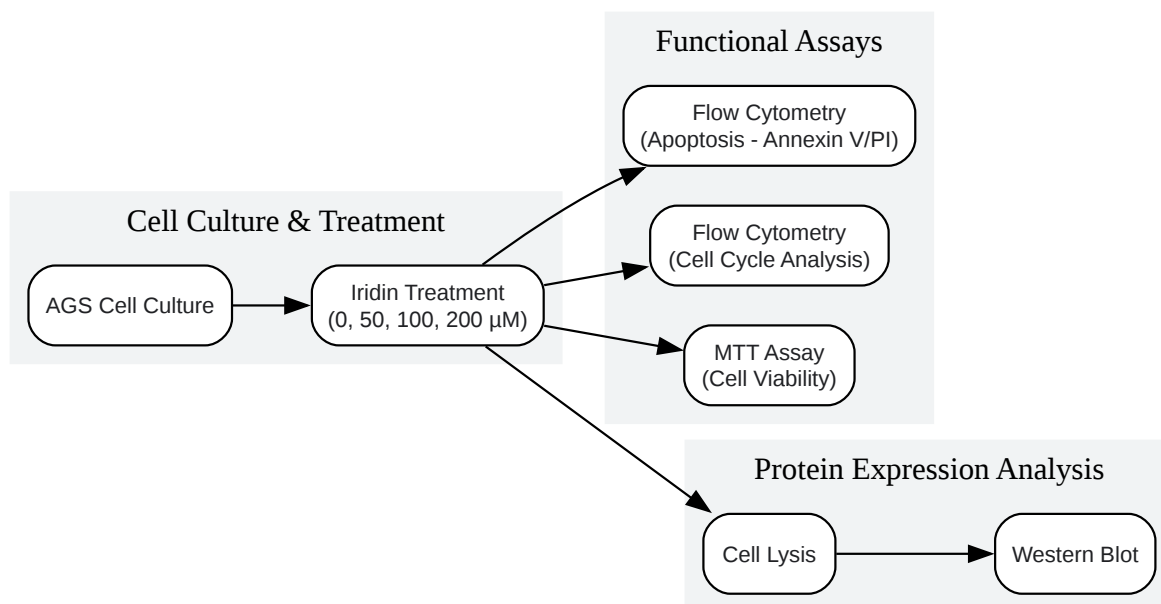 Functional Assays
Flow Cytometry
(Apoptosis - Annexin V/PI)
Cell Culture & Treatment
Flow Cytometry
(Cell Cycle Analysis)
AGS Cell Culture
Iridin Treatment
(0, 50, 100, 200 µM)
MTT Assay
(Cell Viability)
Protein Expression Analysis
Cell Lysis
Western Blot